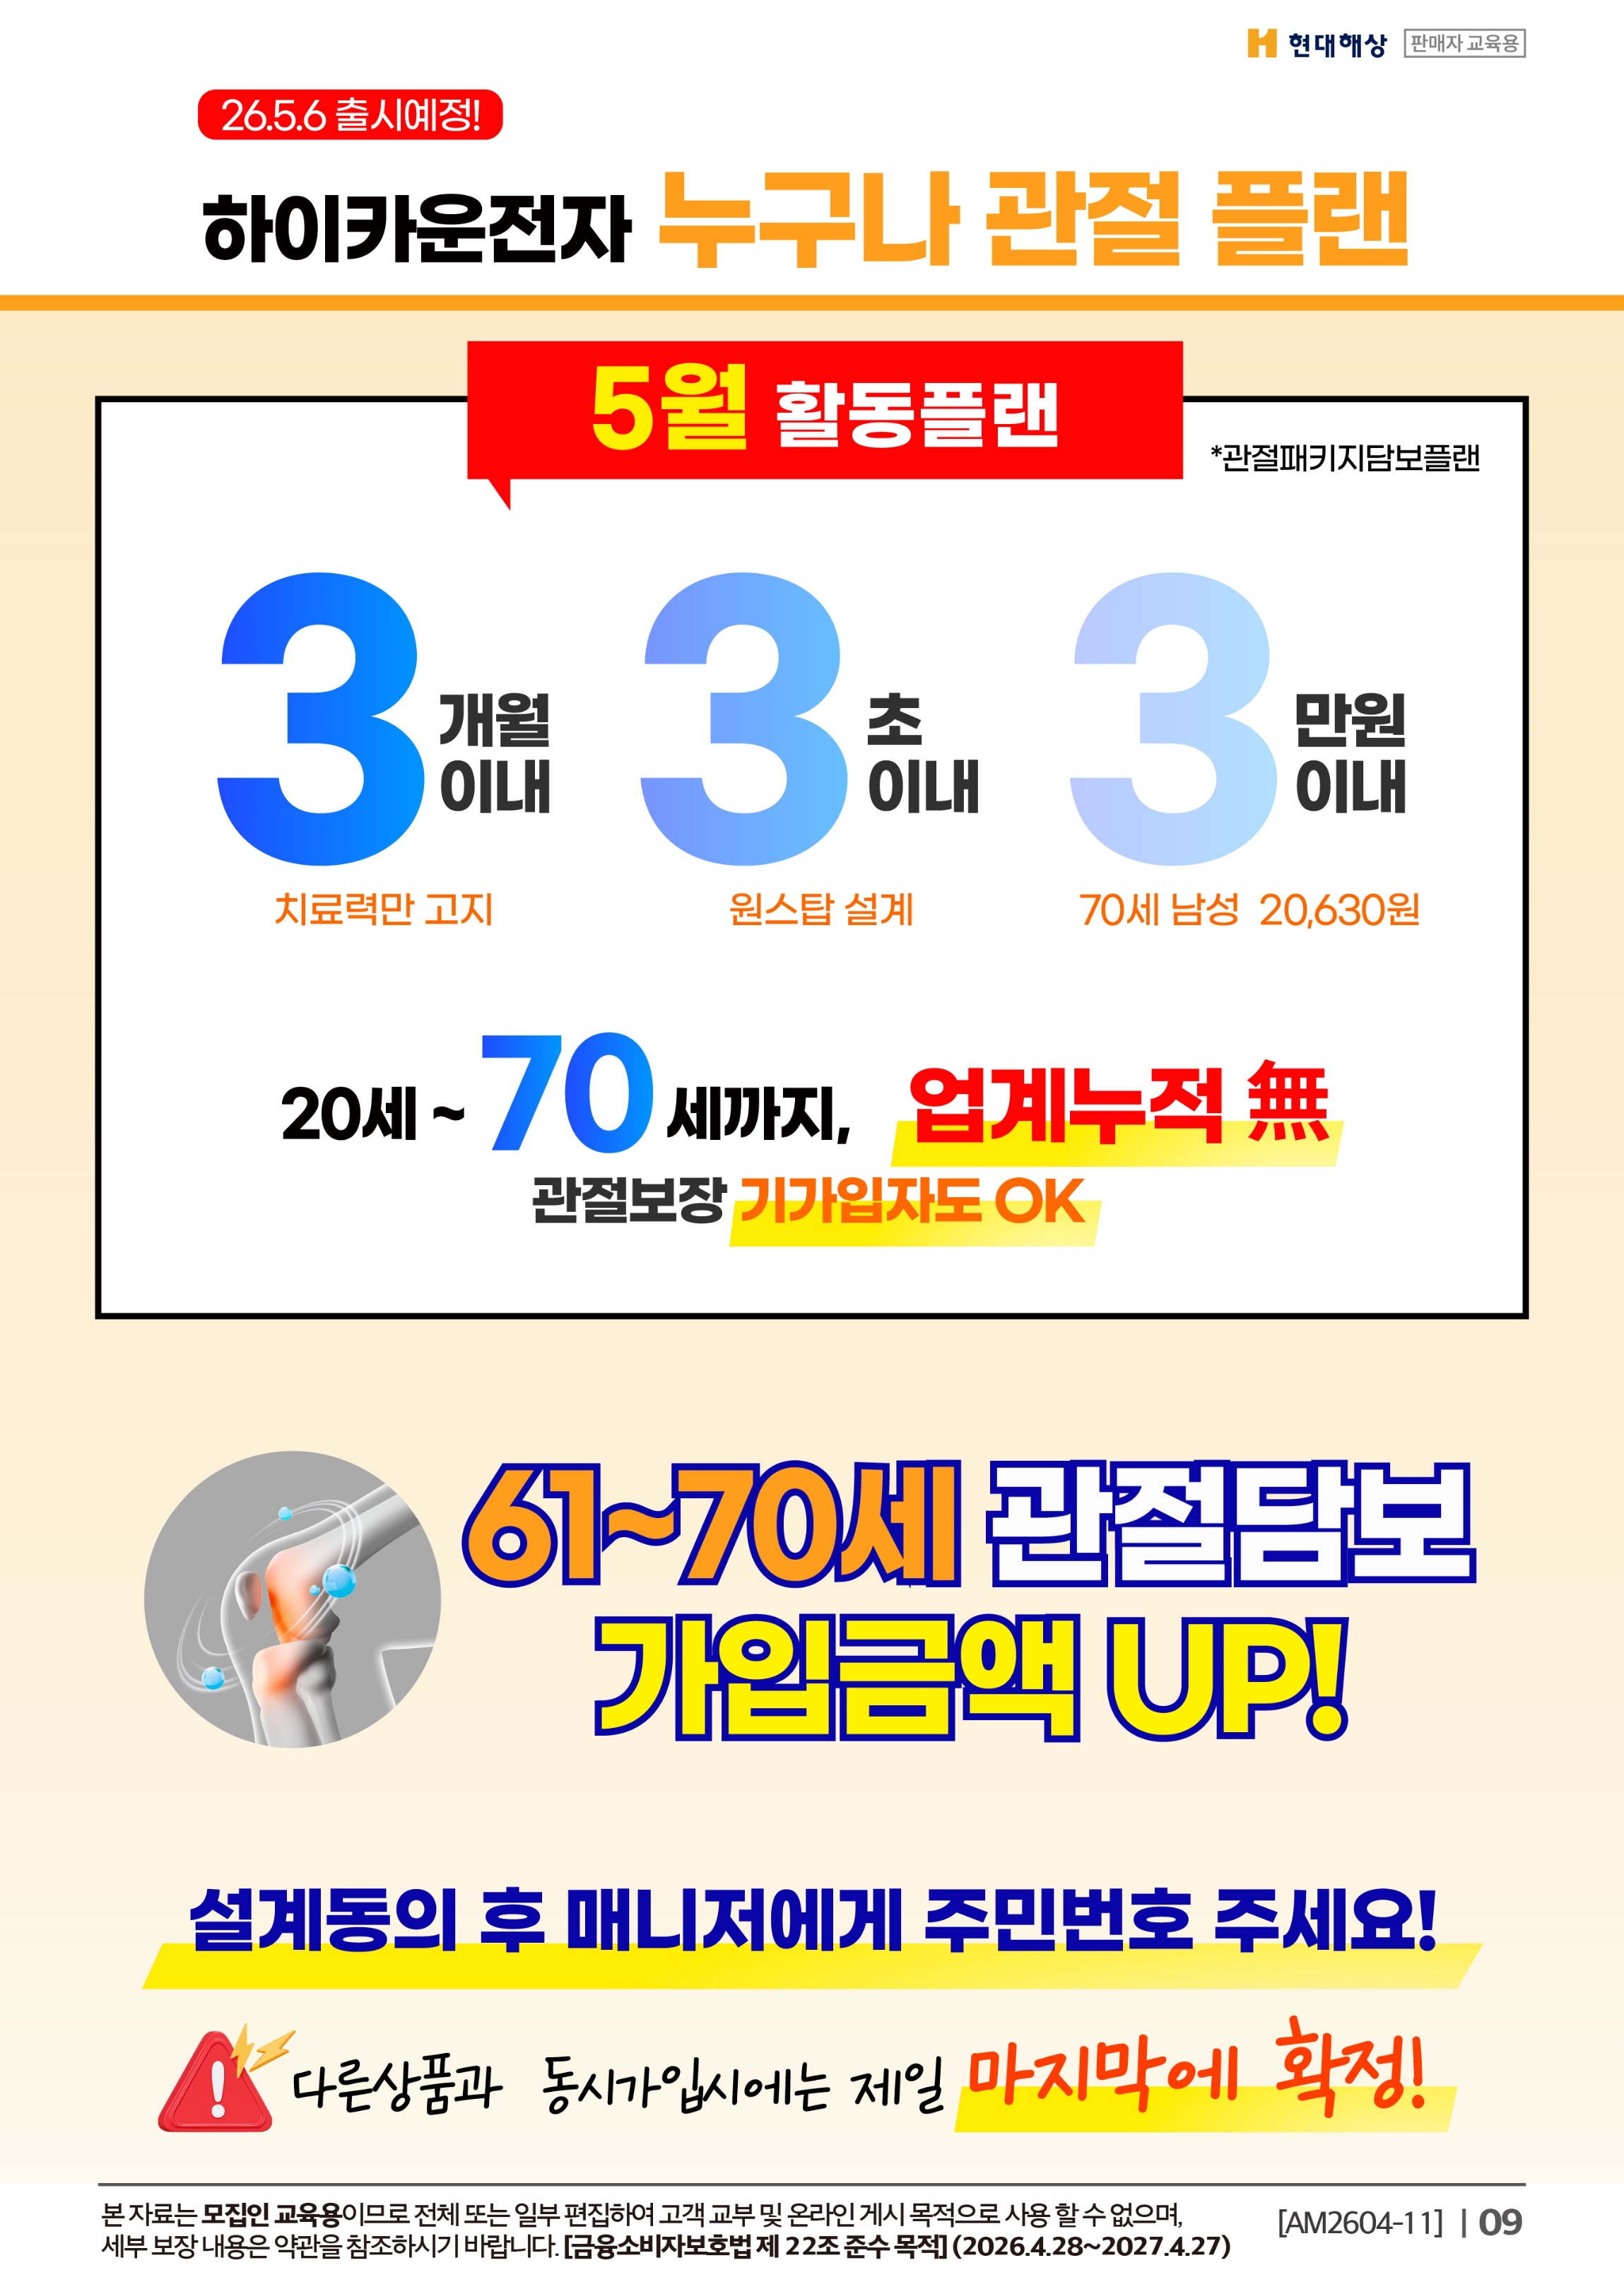 현대해상 판매자 교육용
26.5.6 출시예정!
하이카운전자 누구나 관절 플랜
5월 활동플랜
*관절패키지담보플랜
3개월 이내
치료력만 고지
3초 이내
원스탑 설계
3만원 이내
70세 남성 20,630원
20세 ~ 70세까지, 업계누적 無
관절보장 기가입자도 OK
61~70세 관절담보
가입금액 UP!
설계동의 후 매니저에게 주민번호 주세요!
다른상품과 동시가입시에는 제일 마지막에 확정!
본 자료는 모집인 교육용이므로 전체 또는 일부 편집하여 고객 교부 및 온라인 게시 목적으로 사용 할 수 없으며,
세부 보장 내용은 약관을 참조하시기 바랍니다. [금융소비자보호법 제 22조 준수 목적] (2026.4.28~2027.4.27)
[AM2604-11] | 09